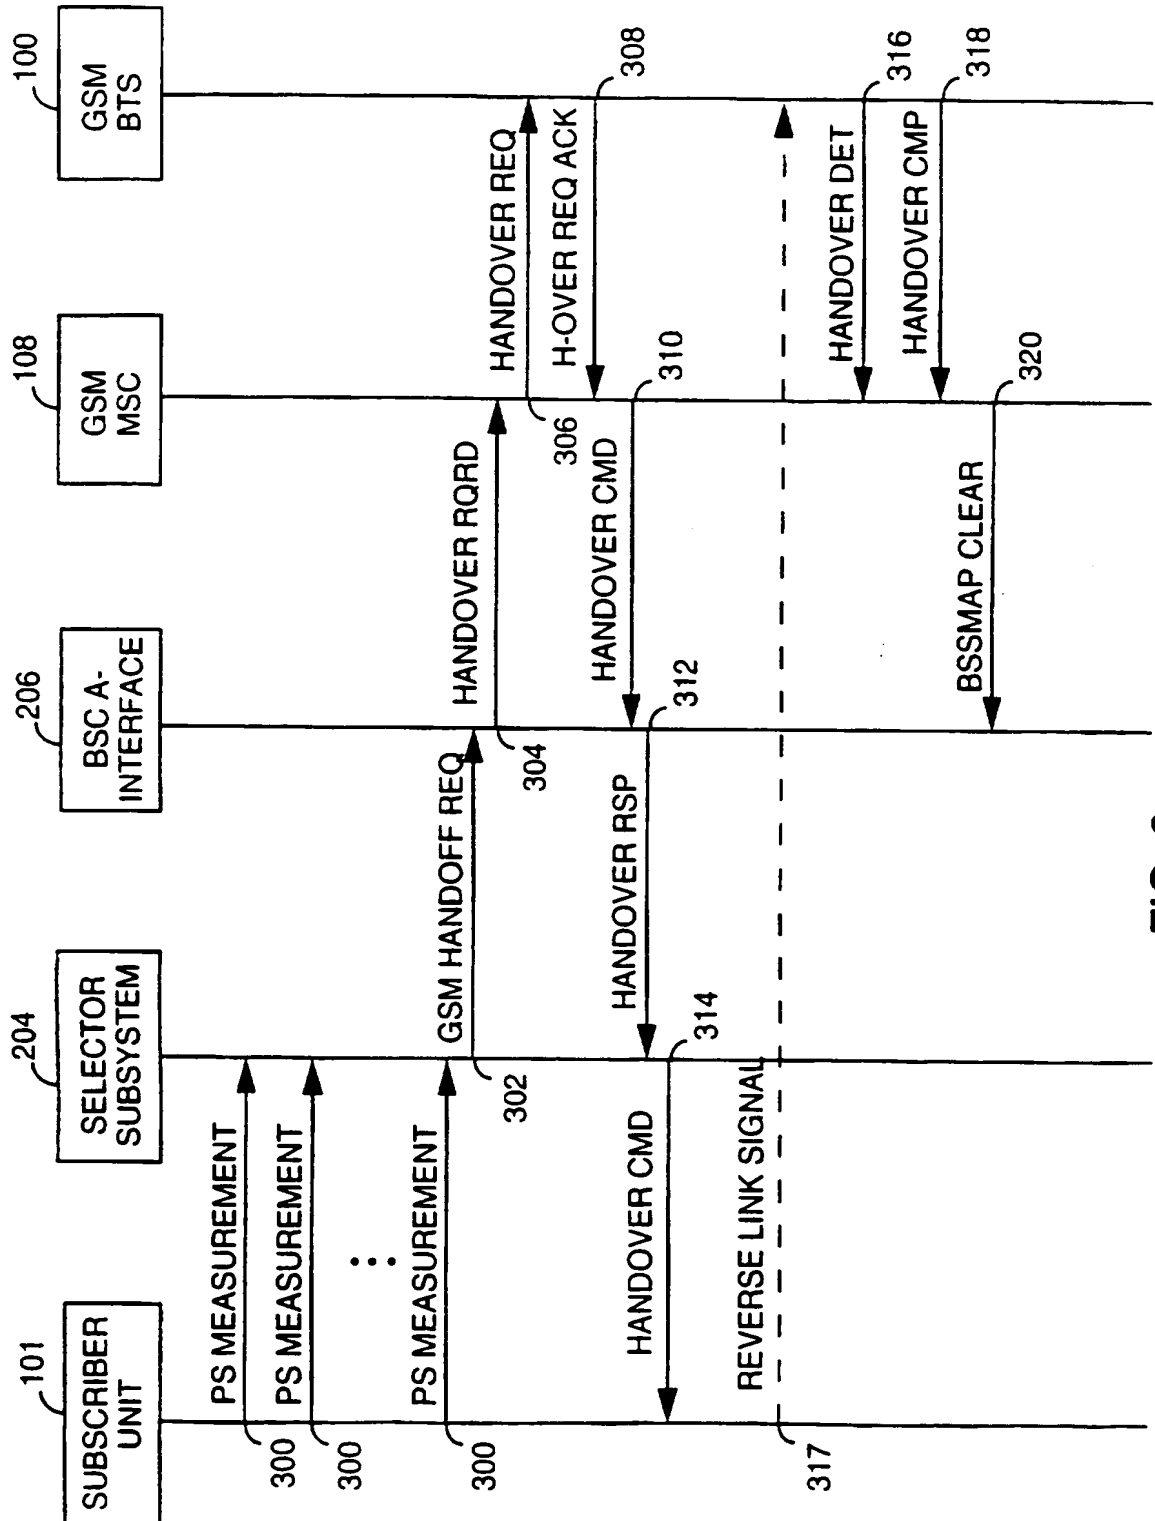 101
SUBSCRIBER
UNIT
204
SELECTOR
SUBSYSTEM
206
BSC A-
INTERFACE
108
GSM
MSC
100
GSM
BTS
PS MEASUREMENT
300
PS MEASUREMENT
300
PS MEASUREMENT
300
GSM HANDOFF REQ
302
HANDOVER RQRD
304
HANDOVER REQ
306
H-OVER REQ ACK
308
HANDOVER CMD
310
HANDOVER RSP
312
HANDOVER CMD
314
REVERSE LINK SIGNAL
317
HANDOVER DET
316
HANDOVER CMP
318
BSSMAP CLEAR
320